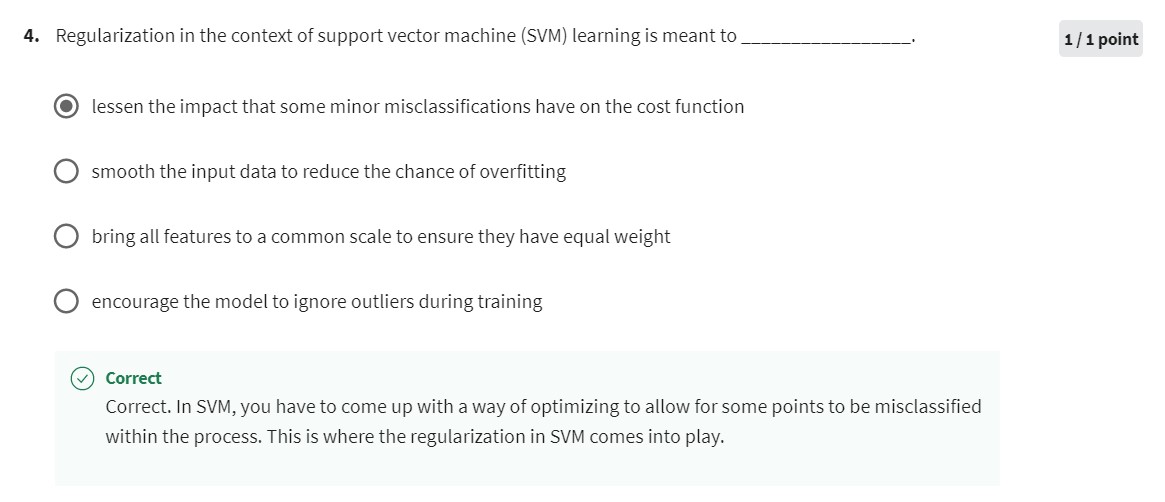 4. Regularization in the context of support vector machine (SVM) learning is meant to _________________.
1 / 1 point
lessen the impact that some minor misclassifications have on the cost function
smooth the input data to reduce the chance of overfitting
bring all features to a common scale to ensure they have equal weight
encourage the model to ignore outliers during training
Correct
Correct. In SVM, you have to come up with a way of optimizing to allow for some points to be misclassified
within the process. This is where the regularization in SVM comes into play.